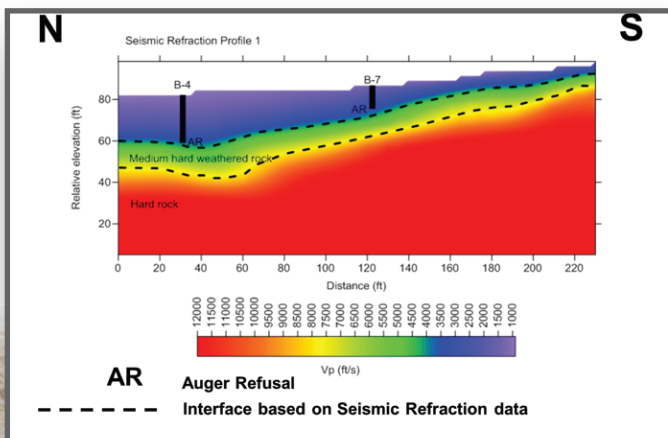 N
S
Seismic Refraction Profile 1
B-4
B-7
80
60
40
20
Relative elevation (ft)
AR
AR
Medium hard weathered rock
Hard rock
0 20 40 60 80 100 120 140 160 180 200 220
Distance (ft)
12000 11500 11000 10500 10000 9500 9000 8500 8000 7500 7000 6500 6000 5500 5000 4500 4000 3500 3000 2500 2000 1000
Vp (ft/s)
AR Auger Refusal
Interface based on Seismic Refraction data